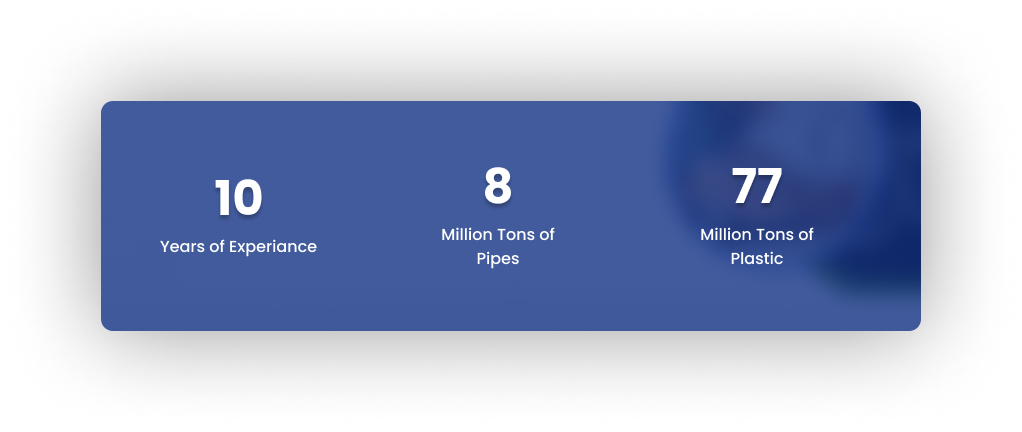 10
Years of Experiance
8
Million Tons of
Pipes
77
Million Tons of
Plastic